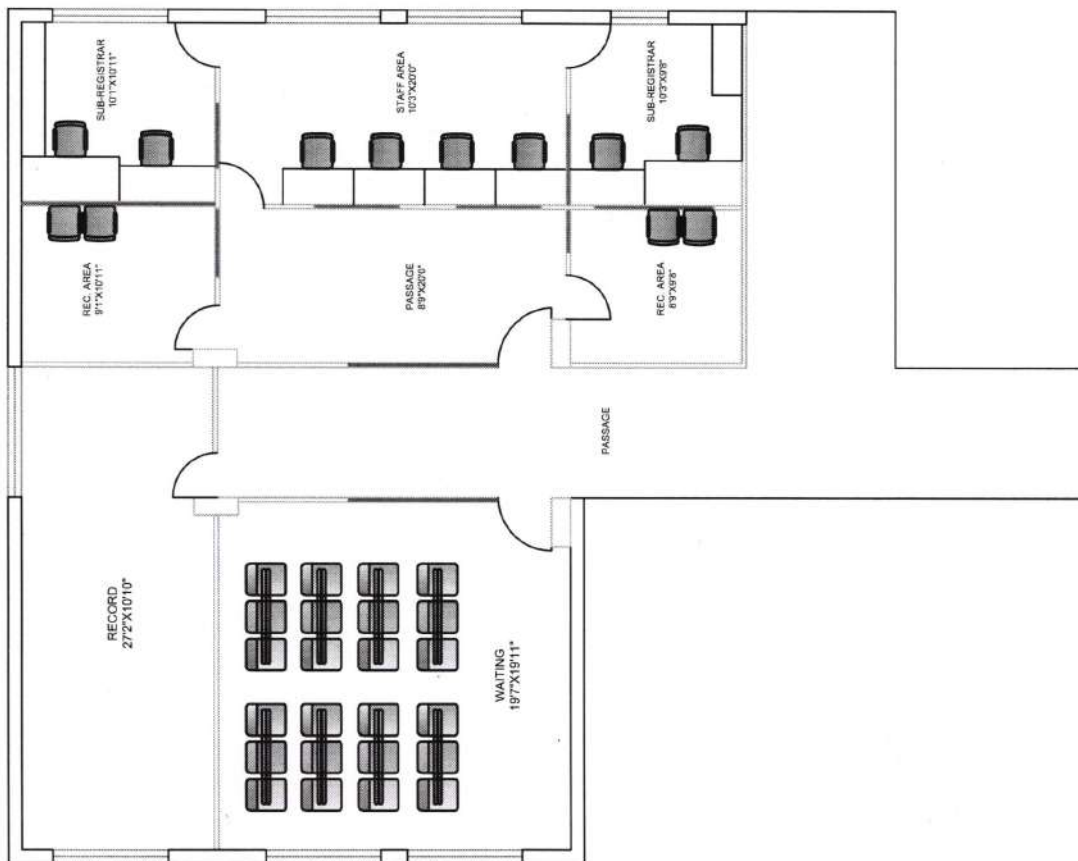 SUB-REGISTRAR
10'1"X10'11"
STAFF AREA
10'3"X20'0"
SUB-REGISTRAR
10'3"X9'8"
REC. AREA
9'1"X10'11"
PASSAGE
8'9"X20'0"
REC. AREA
8'9"X9'8"
PASSAGE
RECORD
27'2"X10'10"
WAITING
19'7"X19'11"